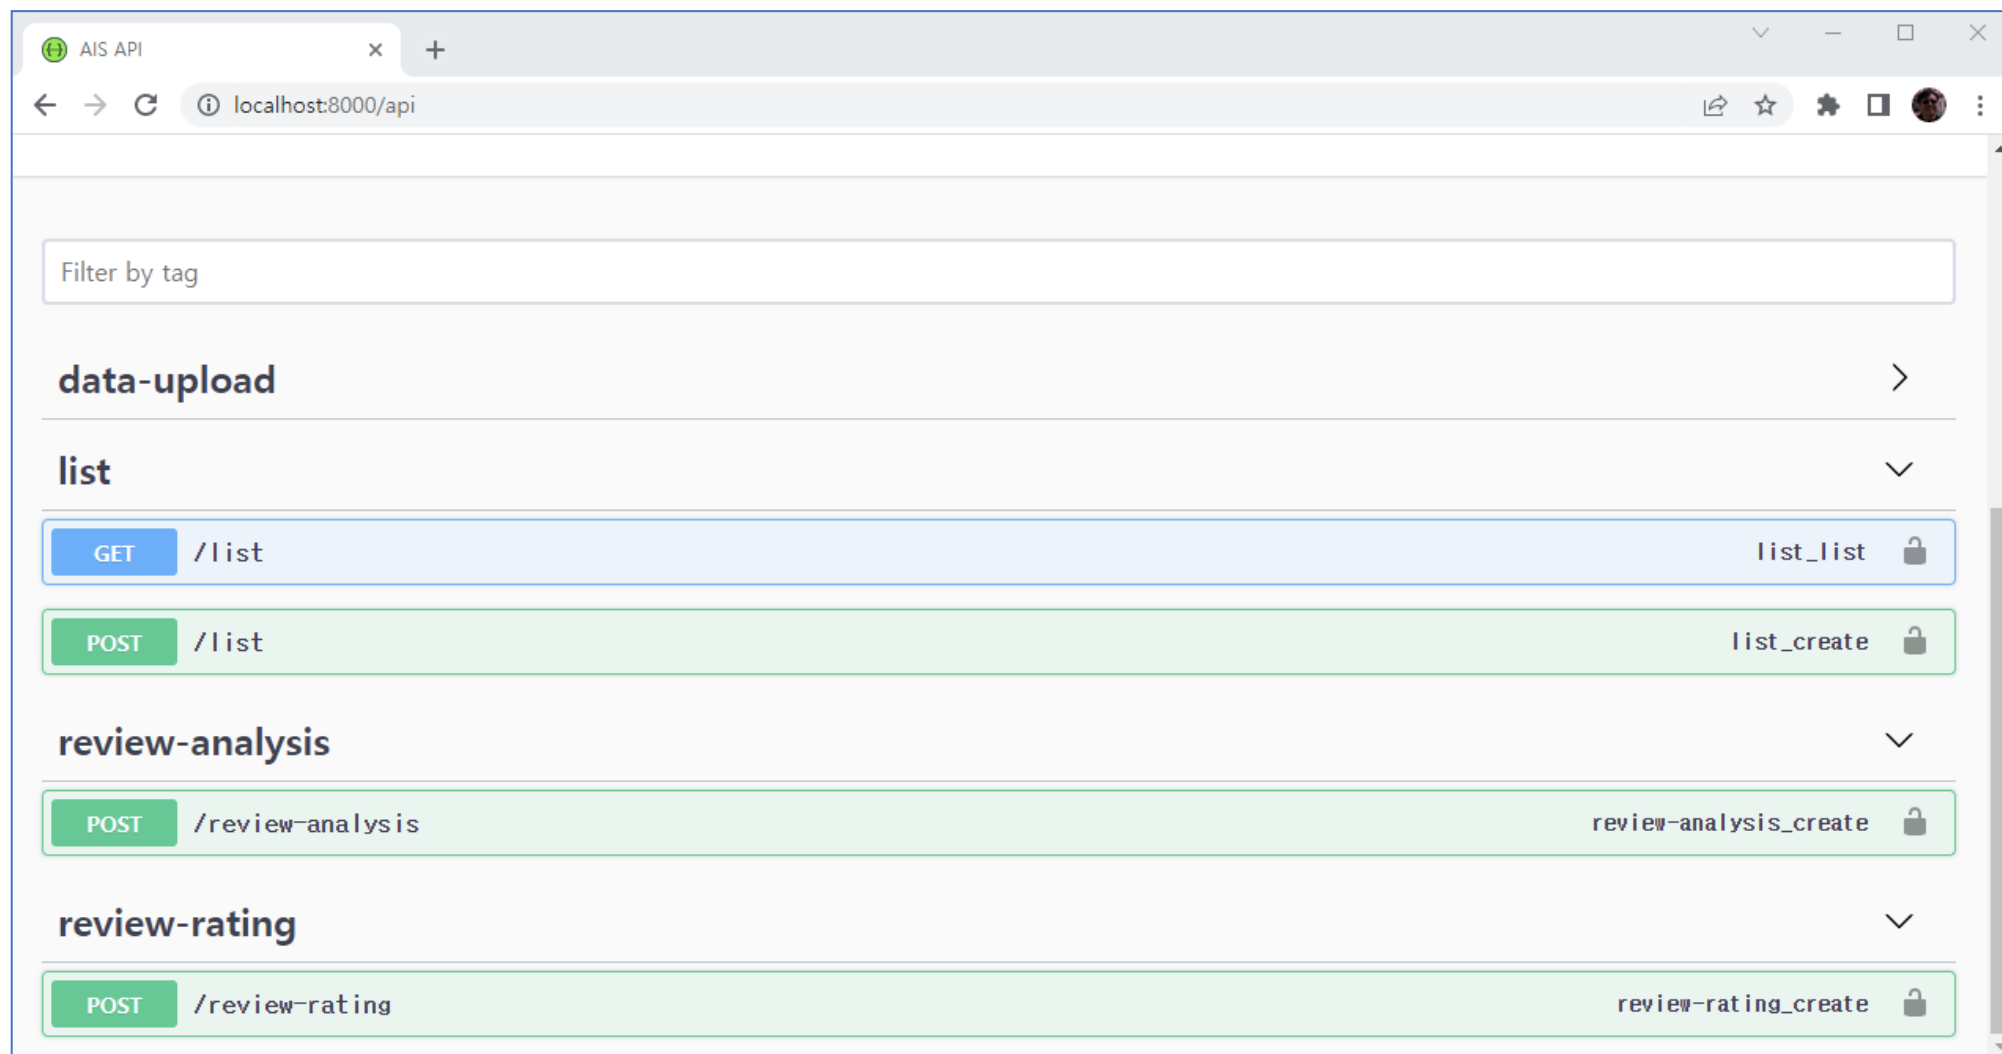 AIS API
localhost:8000/api
Filter by tag
data-upload
list
GET /list list_list
POST /list list_create
review-analysis
POST /review-analysis review-analysis_create
review-rating
POST /review-rating review-rating_create